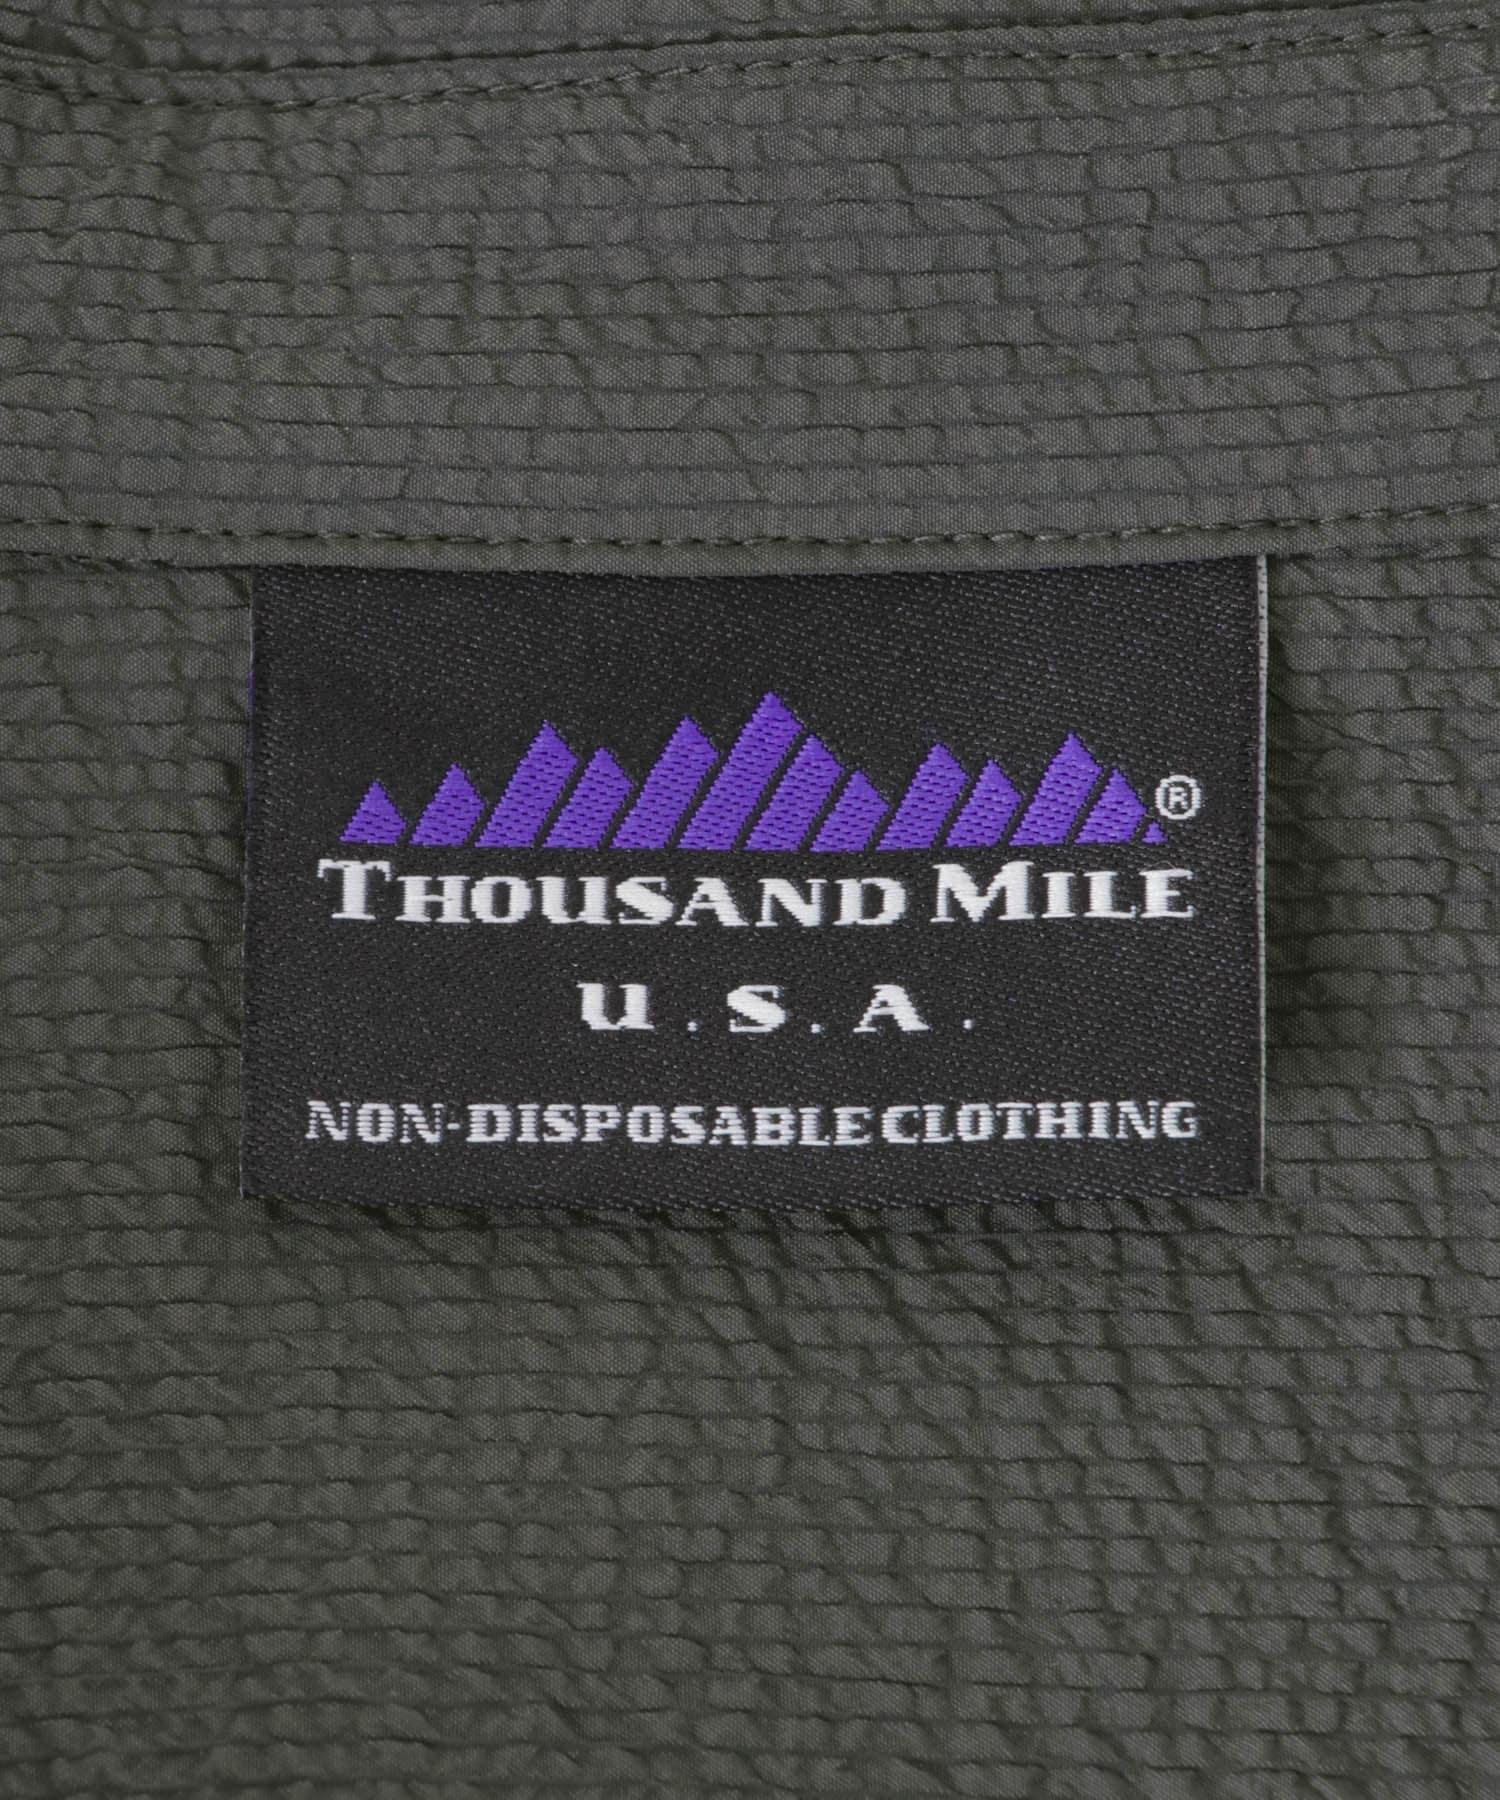 ®
THOUSAND MILE
U.S.A.
NON-DISPOSABLE CLOTHING